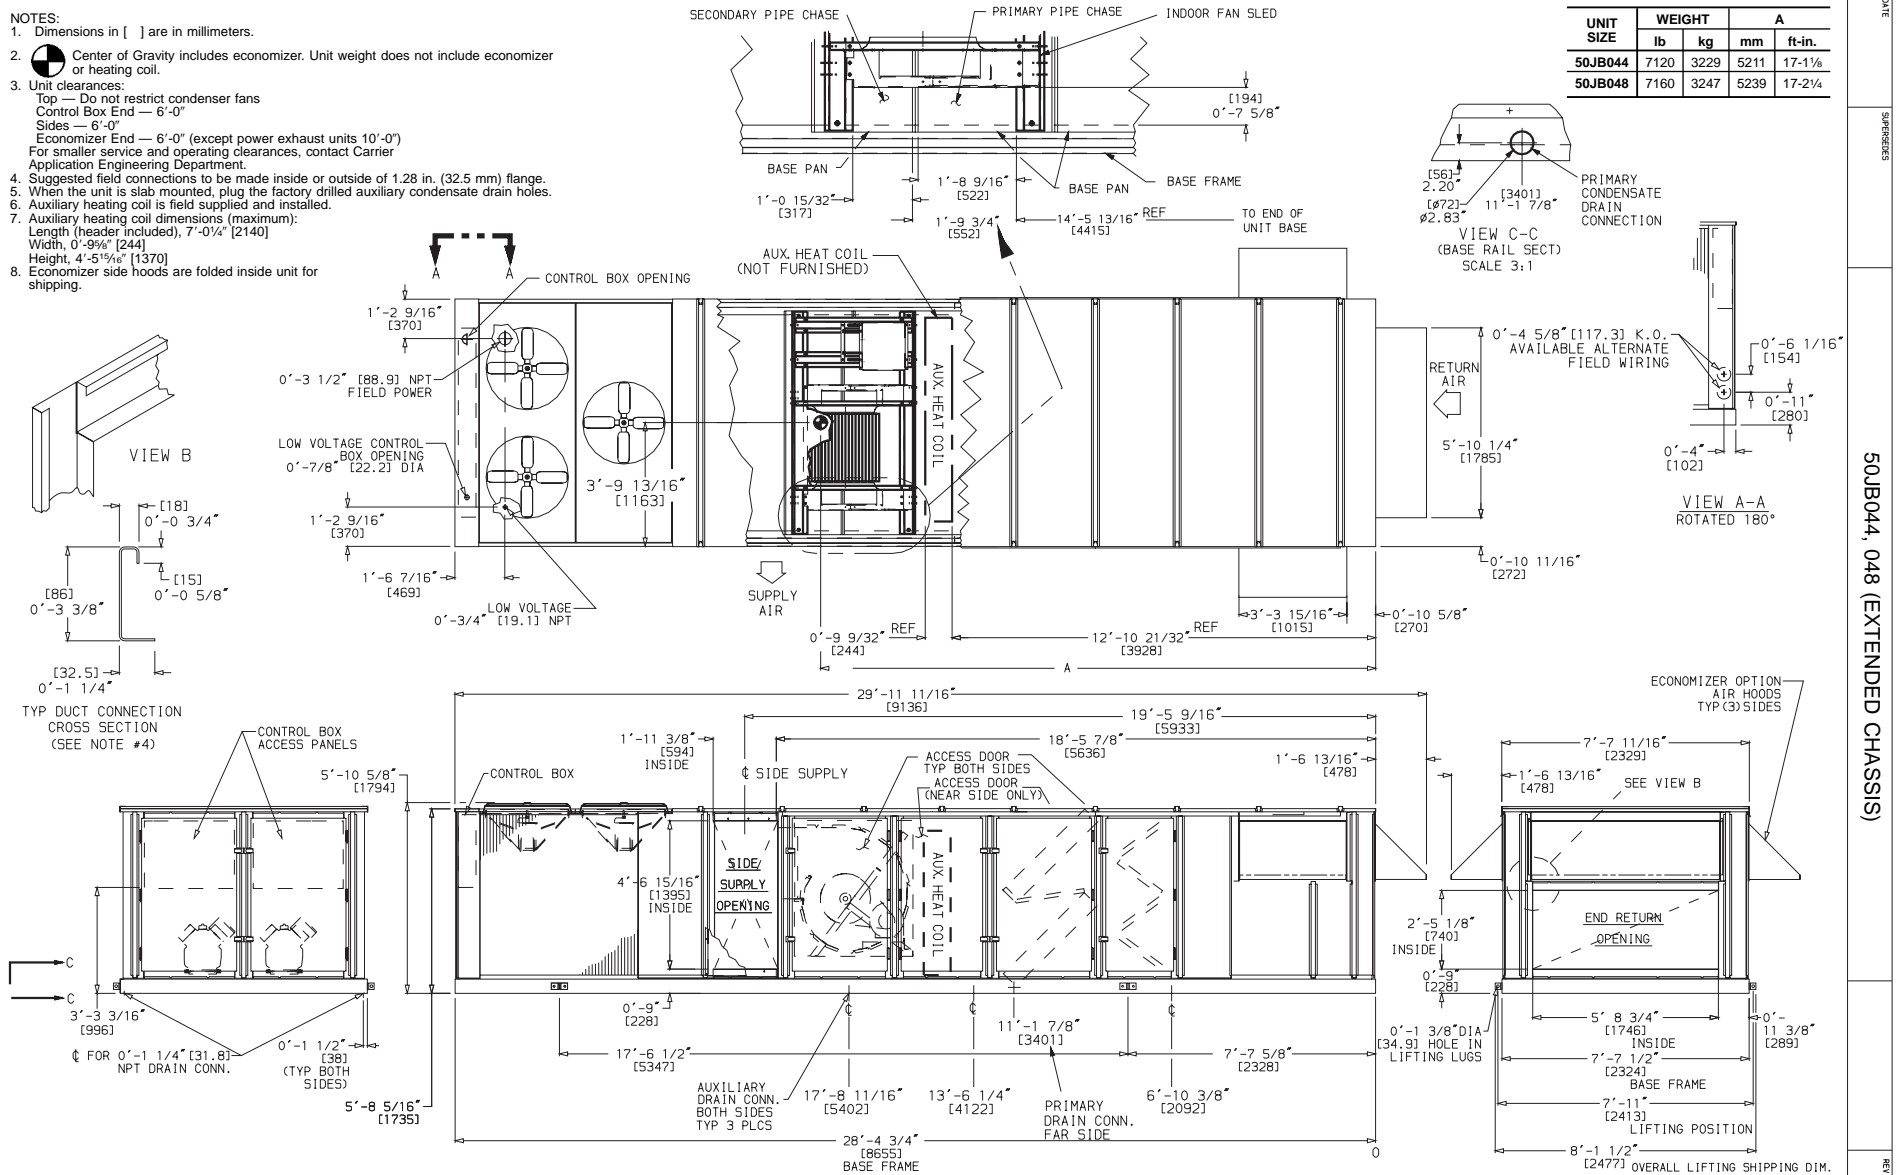 NOTES:
1. Dimensions in [ ] are in millimeters.
2. Center of Gravity includes economizer. Unit weight does not include economizer
or heating coil.
3. Unit clearances:
Top — Do not restrict condenser fans
Control Box End — 6′-0″
Sides — 6′-0″
Economizer End — 6′-0″ (except power exhaust units 10′-0″)
For smaller service and operating clearances, contact Carrier
Application Engineering Department.
4. Suggested field connections to be made inside or outside of 1.28 in. (32.5 mm) flange.
5. When the unit is slab mounted, plug the factory drilled auxiliary condensate drain holes.
6. Auxiliary heating coil is field supplied and installed.
7. Auxiliary heating coil dimensions (maximum):
Length (header included), 7′-0¼″ [2140]
Width, 0′-9⅝″ [244]
Height, 4′-5¹⁵⁄₁₆″ [1370]
8. Economizer side hoods are folded inside unit for
shipping.
SECONDARY PIPE CHASE
PRIMARY PIPE CHASE
INDOOR FAN SLED
[194]
0′-7 5/8″
BASE PAN
BASE PAN
BASE FRAME
1′-0 15/32″
[317]
1′-8 9/16″
[522]
1′-9 3/4″
[552]
14′-5 13/16″ REF
[4415]
TO END OF
UNIT BASE
UNIT SIZE WEIGHT A
lb kg mm ft-in.
50JB044 7120 3229 5211 17-1⅛
50JB048 7160 3247 5239 17-2¼
[56]
2.20″
[ø72]
ø2.83″
[3401]
11′-1 7/8″
PRIMARY
CONDENSATE
DRAIN
CONNECTION
VIEW C-C
(BASE RAIL SECT)
SCALE 3:1
A A
CONTROL BOX OPENING
AUX. HEAT COIL
(NOT FURNISHED)
1′-2 9/16″
[370]
0′-3 1/2″ [88.9] NPT
FIELD POWER
LOW VOLTAGE CONTROL
BOX OPENING
0′-7/8″ [22.2] DIA
1′-2 9/16″
[370]
1′-6 7/16″
[469]
LOW VOLTAGE
0′-3/4″ [19.1] NPT
3′-9 13/16″
[1163]
AUX. HEAT COIL
SUPPLY
AIR
RETURN
AIR
5′-10 1/4″
[1785]
0′-10 11/16″
[272]
3′-3 15/16″
[1015]
0′-10 5/8″
[270]
0′-9 9/32″ REF
[244]
12′-10 21/32″ REF
[3928]
A
0′-4 5/8″ [117.3] K.O.
AVAILABLE ALTERNATE
FIELD WIRING
0′-6 1/16″
[154]
0′-11″
[280]
0′-4″
[102]
VIEW A-A
ROTATED 180°
VIEW B
[18]
0′-0 3/4″
[15]
0′-0 5/8″
[86]
0′-3 3/8″
[32.5]
0′-1 1/4″
TYP DUCT CONNECTION
CROSS SECTION
(SEE NOTE #4)
CONTROL BOX
ACCESS PANELS
C
C
3′-3 3/16″
[996]
℄ FOR 0′-1 1/4″ [31.8]
NPT DRAIN CONN.
0′-1 1/2″
[38]
(TYP BOTH
SIDES)
5′-10 5/8″
[1794]
5′-8 5/16″
[1735]
29′-11 11/16″
[9136]
19′-5 9/16″
[5933]
18′-5 7/8″
[5636]
1′-11 3/8″
[594]
INSIDE
℄ SIDE SUPPLY
ACCESS DOOR
TYP BOTH SIDES
ACCESS DOOR
(NEAR SIDE ONLY)
1′-6 13/16″
[478]
CONTROL BOX
SIDE
SUPPLY
OPENING
4′-6 15/16″
[1395]
INSIDE
AUX. HEAT COIL
0′-9″
[228]
℄ ℄ ℄
11′-1 7/8″
[3401]
17′-6 1/2″
[5347]
7′-7 5/8″
[2328]
AUXILIARY
DRAIN CONN.
BOTH SIDES
TYP 3 PLCS
17′-8 11/16″
[5402]
13′-6 1/4″
[4122]
PRIMARY
DRAIN CONN.
FAR SIDE
6′-10 3/8″
[2092]
28′-4 3/4″
[8655]
BASE FRAME
0
ECONOMIZER OPTION
AIR HOODS
TYP (3) SIDES
7′-7 11/16″
[2329]
1′-6 13/16″
[478]
SEE VIEW B
END RETURN
OPENING
2′-5 1/8″
[740]
INSIDE
0′-9″
[228]
0′-1 3/8″DIA
[34.9] HOLE IN
LIFTING LUGS
5′ 8 3/4″
[1746]
INSIDE
0′-
11 3/8″
[289]
7′-7 1/2″
[2324]
BASE FRAME
7′-11″
[2413]
LIFTING POSITION
8′-1 1/2″
[2477] OVERALL LIFTING SHIPPING DIM.
DATE
SUPERSEDES
50JB044, 048 (EXTENDED CHASSIS)
REV